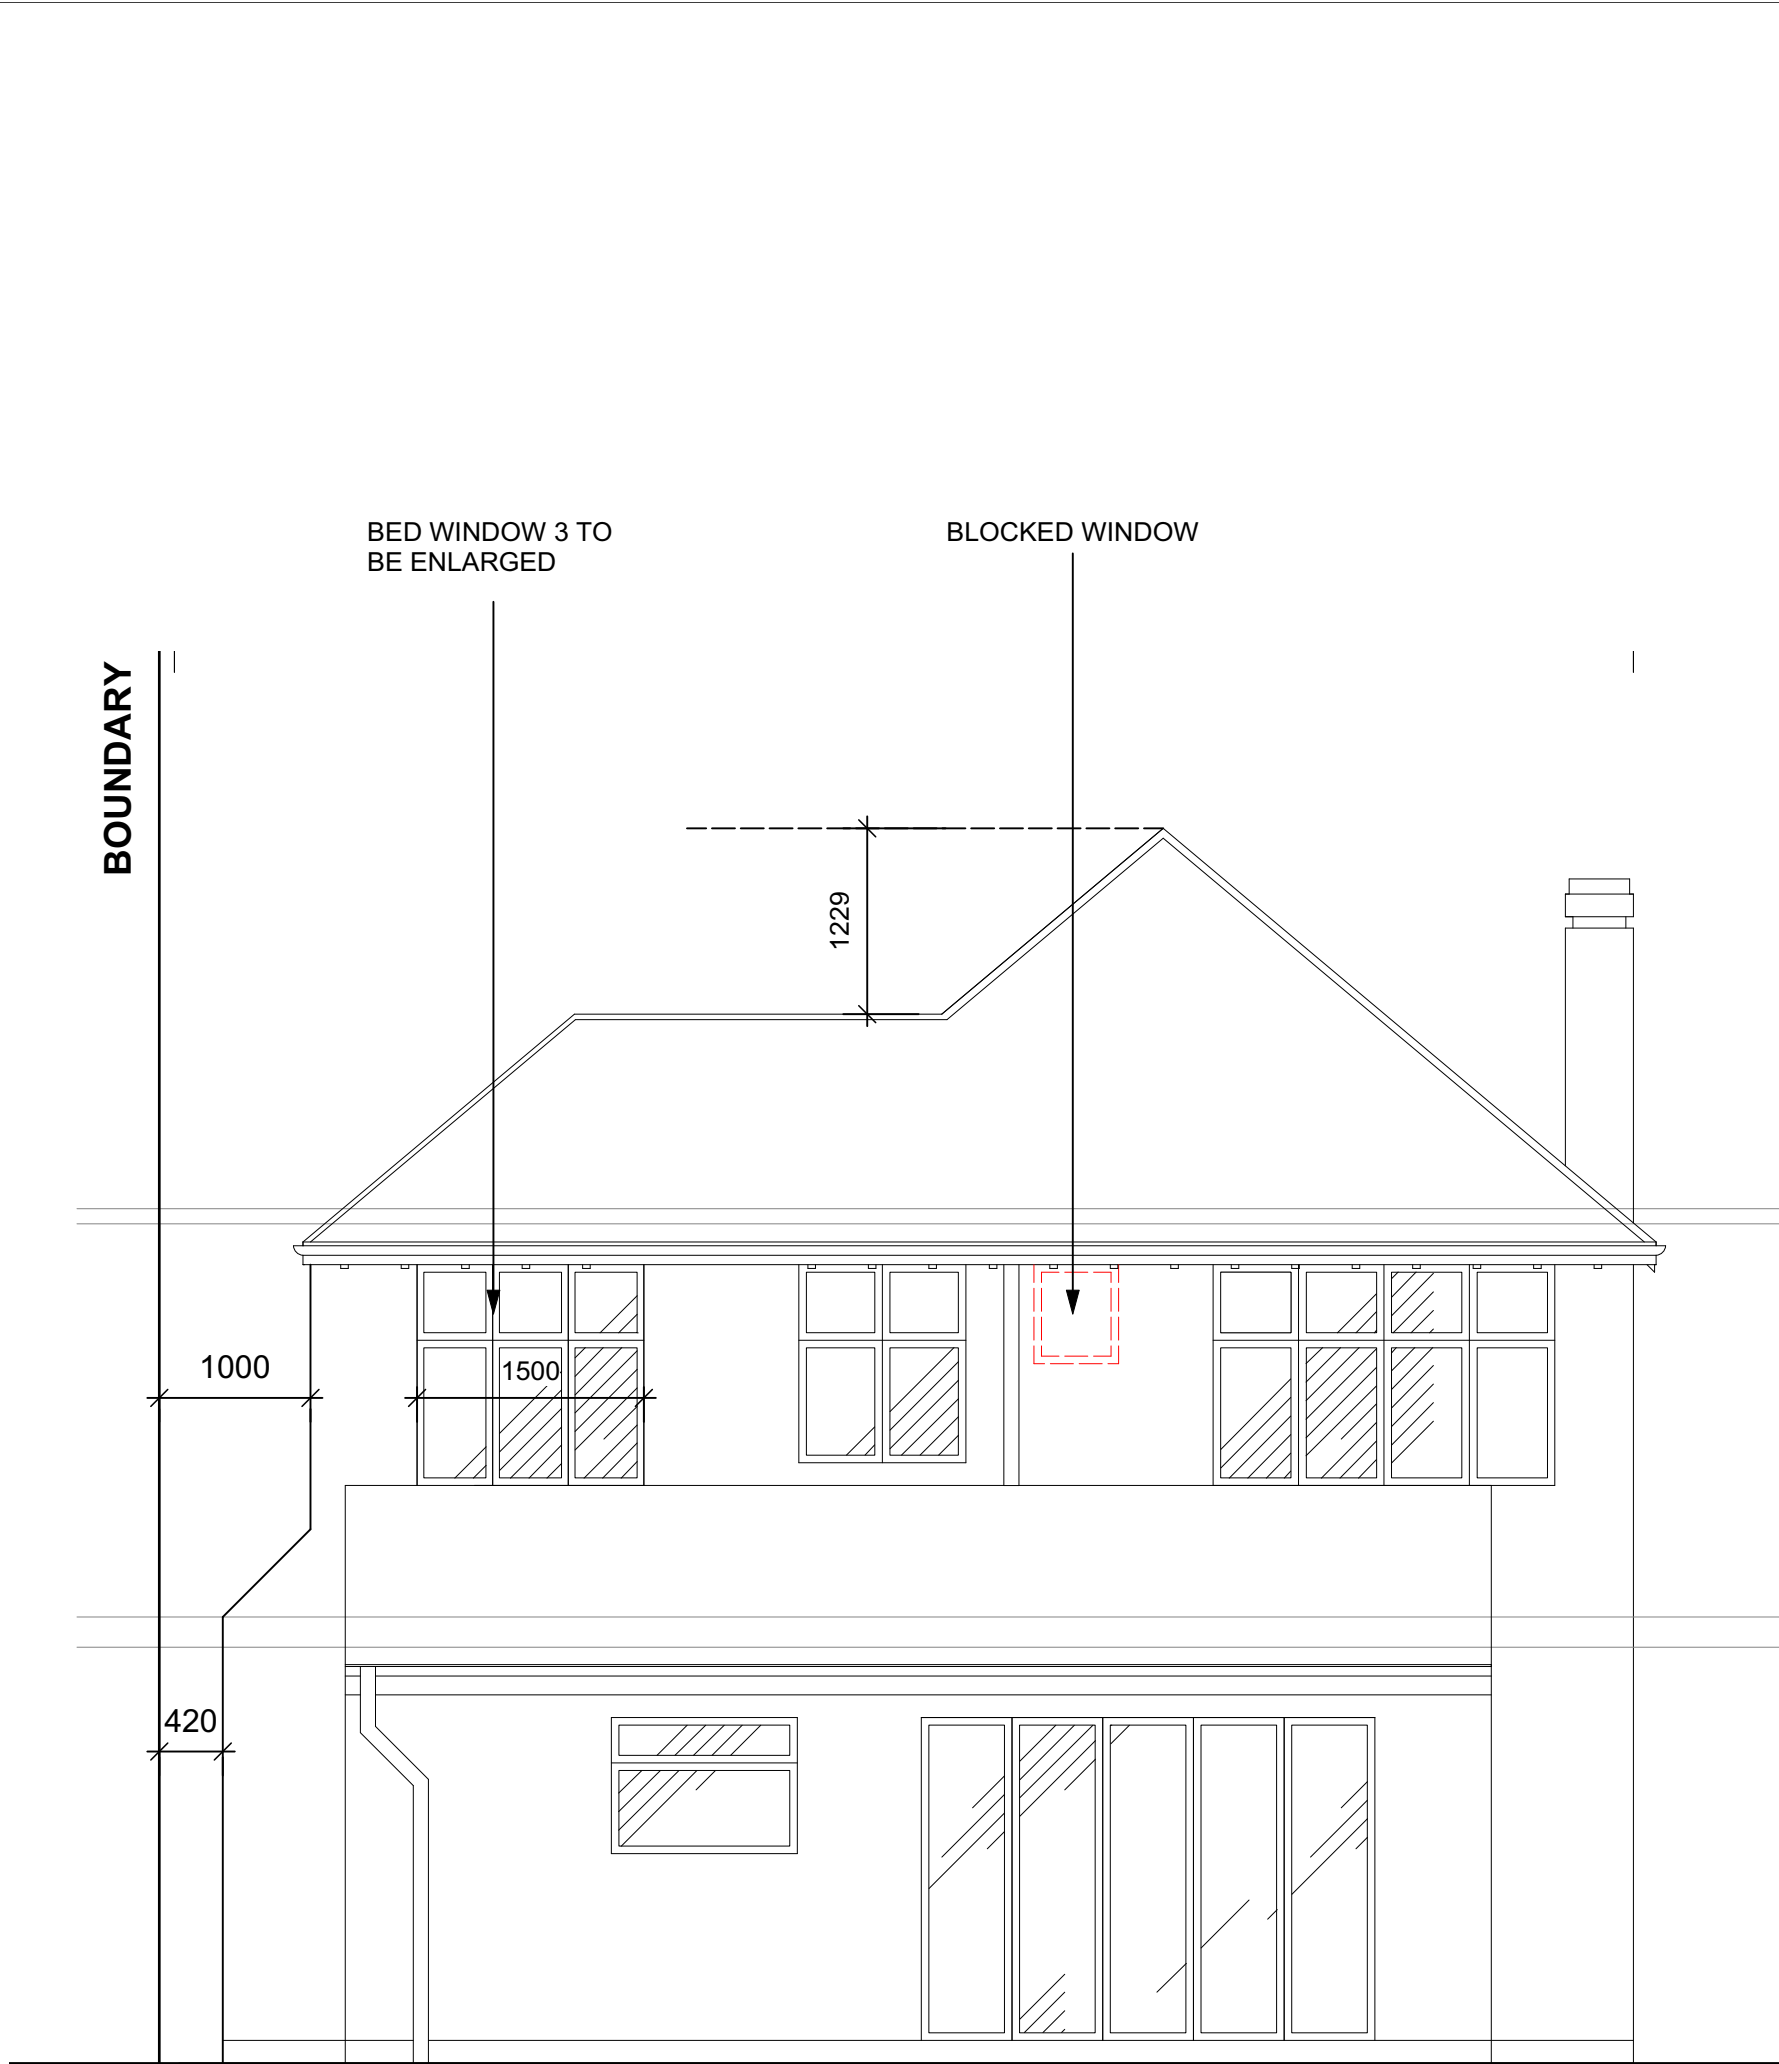 BED WINDOW 3 TO
BE ENLARGED
BLOCKED WINDOW
BOUNDARY
1229
1000
1500
420